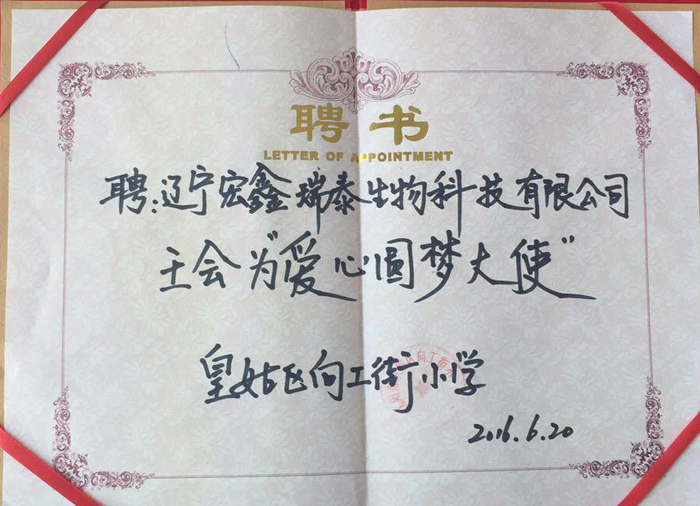 聘书
LETTER OF APPOINTMENT
聘:辽宁宏鑫瑞泰生物科技有限公司
王会为"爱心圆梦大使"
皇姑区向工街小学
2016.6.20